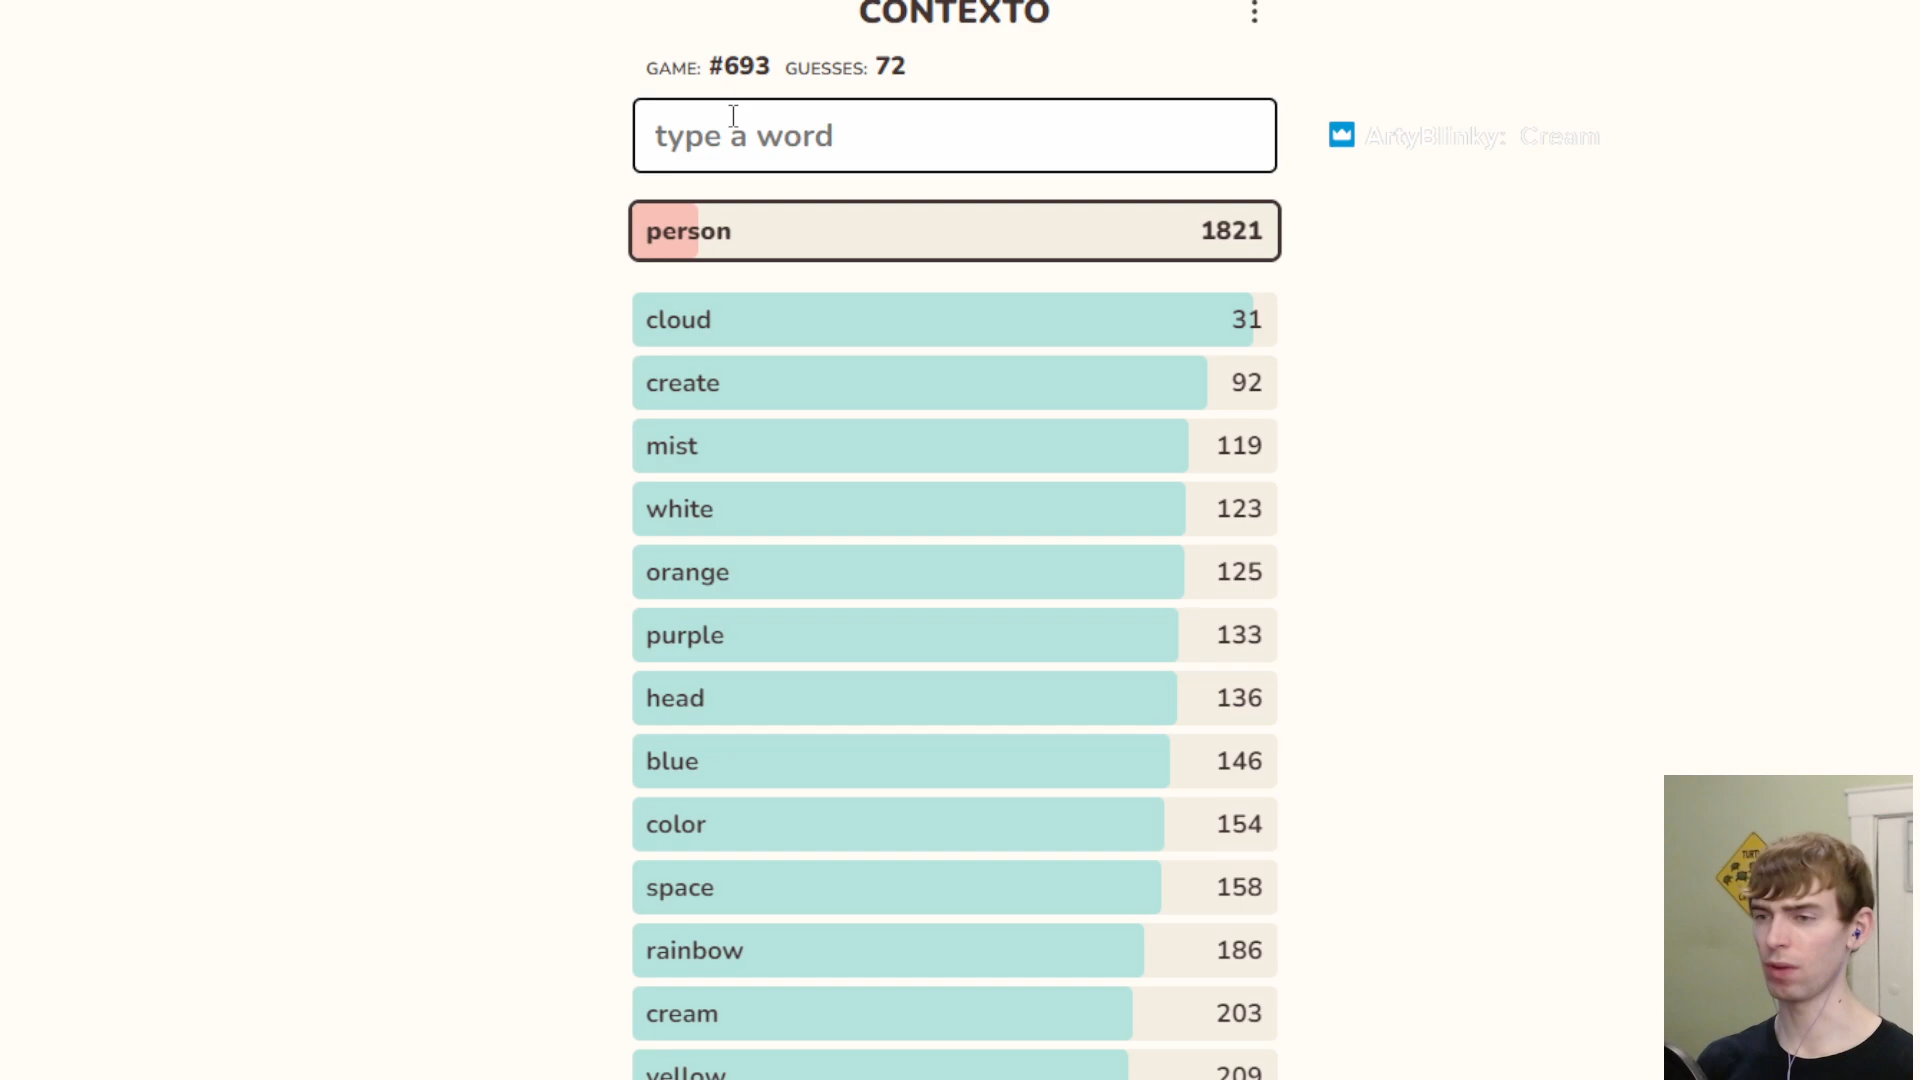 CONTEXTO
GAME: #693 GUESSES: 72
type a word
ArtyBlinky: Cream
person 1821
cloud 31
create 92
mist 119
white 123
orange 125
purple 133
head 136
blue 146
color 154
space 158
rainbow 186
cream 203
yellow 209